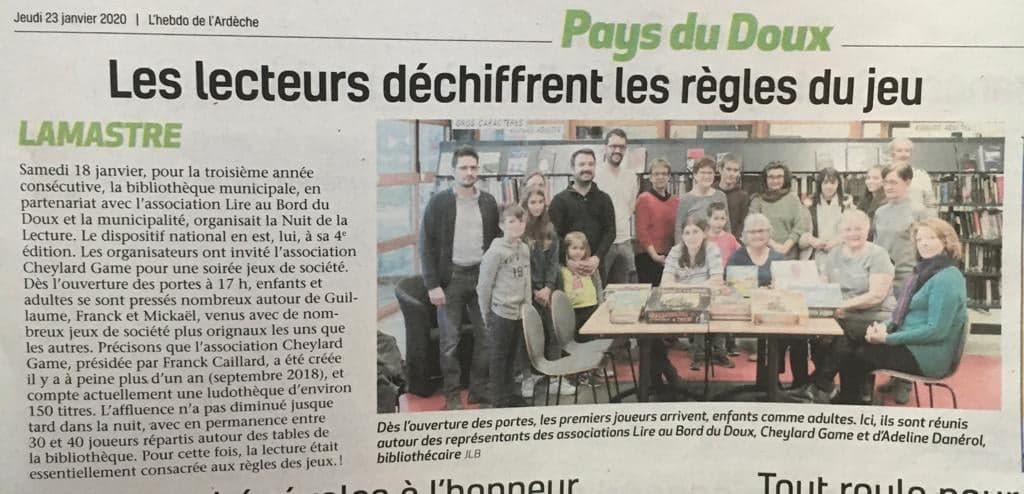 Jeudi 23 janvier 2020 | L'hebdo de l'Ardèche
Pays du Doux
Les lecteurs déchiffrent les règles du jeu
LAMASTRE
Samedi 18 janvier, pour la troisième année
consécutive, la bibliothèque municipale, en
partenariat avec l'association Lire au Bord du
Doux et la municipalité, organisait la Nuit de la
Lecture. Le dispositif national en est, lui, à sa 4e
édition. Les organisateurs ont invité l'association
Cheylard Game pour une soirée jeux de société.
Dès l'ouverture des portes à 17 h, enfants et
adultes se sont pressés nombreux autour de Guil-
laume, Franck et Mickaël, venus avec de nom-
breux jeux de société plus orignaux les uns que
les autres. Précisons que l'association Cheylard
Game, présidée par Franck Caillard, a été créée
il y a à peine plus d'un an (septembre 2018), et
compte actuellement une ludothèque d'environ
150 titres. L'affluence n'a pas diminué jusque
tard dans la nuit, avec en permanence entre
30 et 40 joueurs répartis autour des tables de
la bibliothèque. Pour cette fois, la lecture était
essentiellement consacrée aux règles des jeux.!
GROS CARACTERES
Dès l'ouverture des portes, les premiers joueurs arrivent, enfants comme adultes. Ici, ils sont réunis
autour des représentants des associations Lire au Bord du Doux, Cheylard Game et d'Adeline Danérol,
bibliothécaire JLB
à l'honneur
Tout roule pour